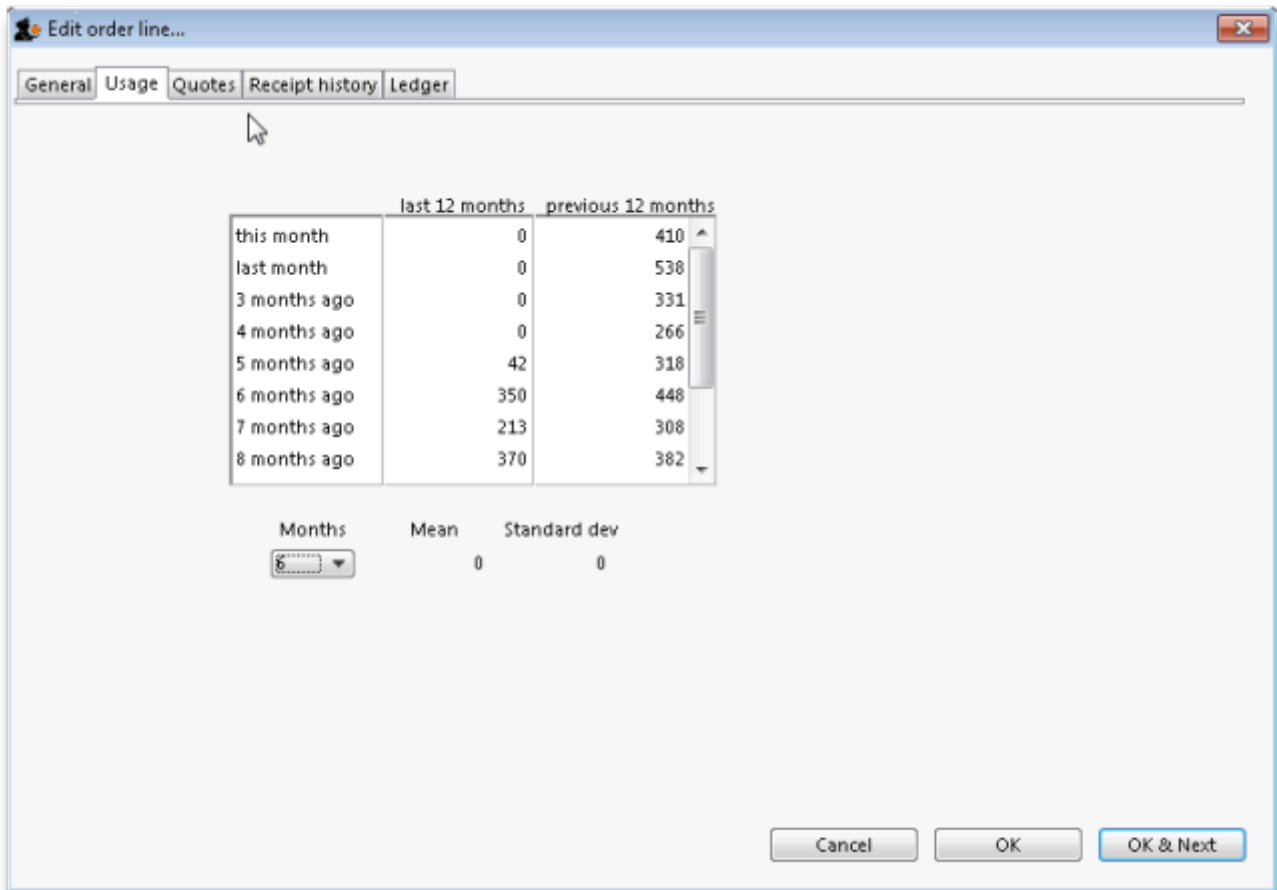 Edit order line...
General Usage Quotes Receipt history Ledger
last 12 months previous 12 months
this month 0 410
last month 0 538
3 months ago 0 331
4 months ago 0 266
5 months ago 42 318
6 months ago 350 448
7 months ago 213 308
8 months ago 370 382
Months Mean Standard dev
6 0 0
Cancel OK OK & Next